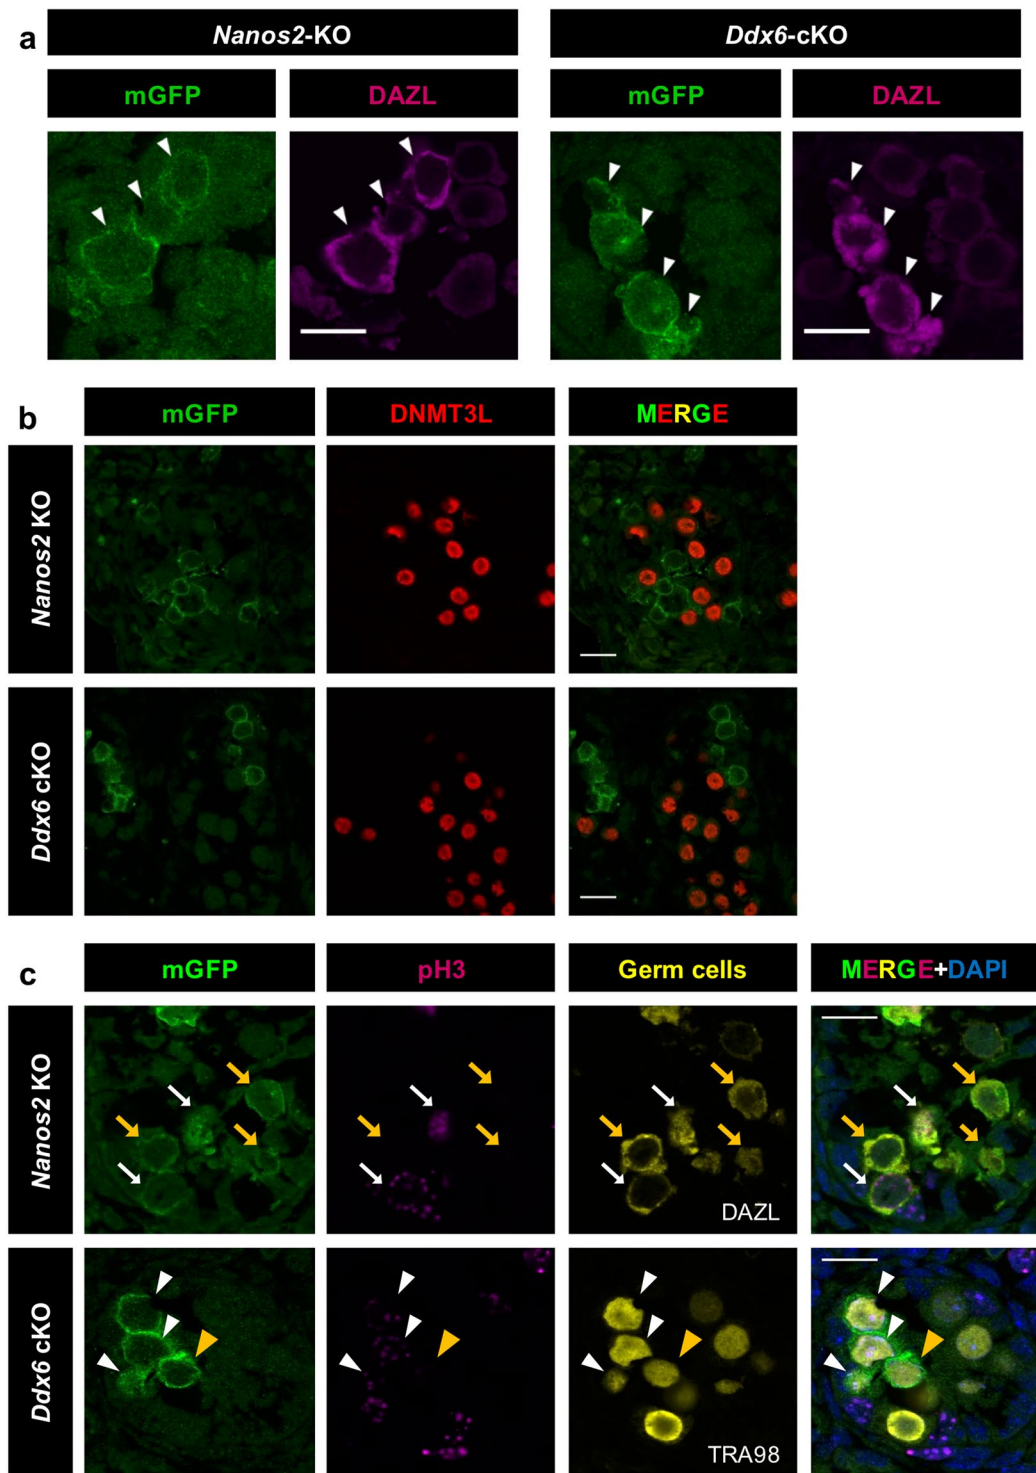 a
Nanos2-KO
Ddx6-cKO
mGFP
DAZL
mGFP
DAZL
b
mGFP
DNMT3L
MERGE
Nanos2 KO
Ddx6 cKO
c
mGFP
pH3
Germ cells
MERGE+DAPI
Nanos2 KO
DAZL
Ddx6 cKO
TRA98